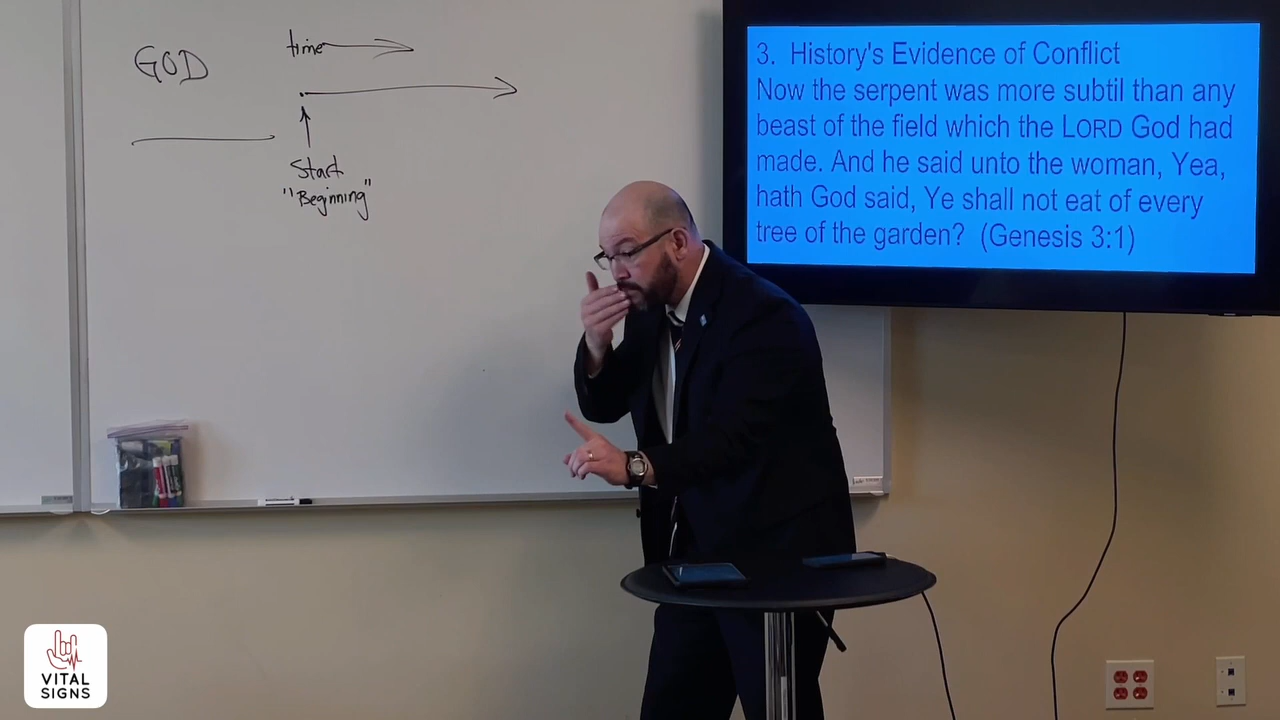 GOD
time
Start
"Beginning"
3. History's Evidence of Conflict
Now the serpent was more subtil than any
beast of the field which the LORD God had
made. And he said unto the woman, Yea,
hath God said, Ye shall not eat of every
tree of the garden? (Genesis 3:1)
VITAL
SIGNS